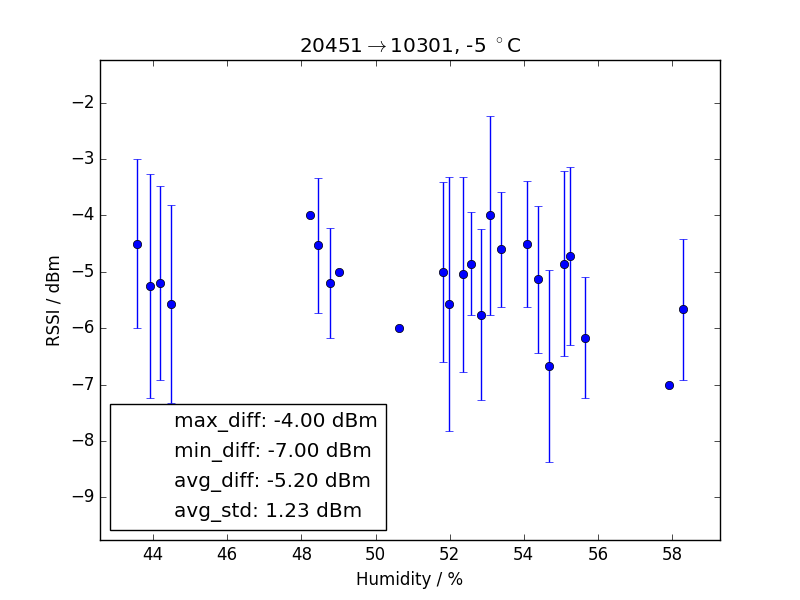 20451→10301, -5 °C
RSSI / dBm
−2
−3
−4
−5
−6
−7
−8
−9
max_diff: -4.00 dBm
min_diff: -7.00 dBm
avg_diff: -5.20 dBm
avg_std: 1.23 dBm
44 46 48 50 52 54 56 58
Humidity / %